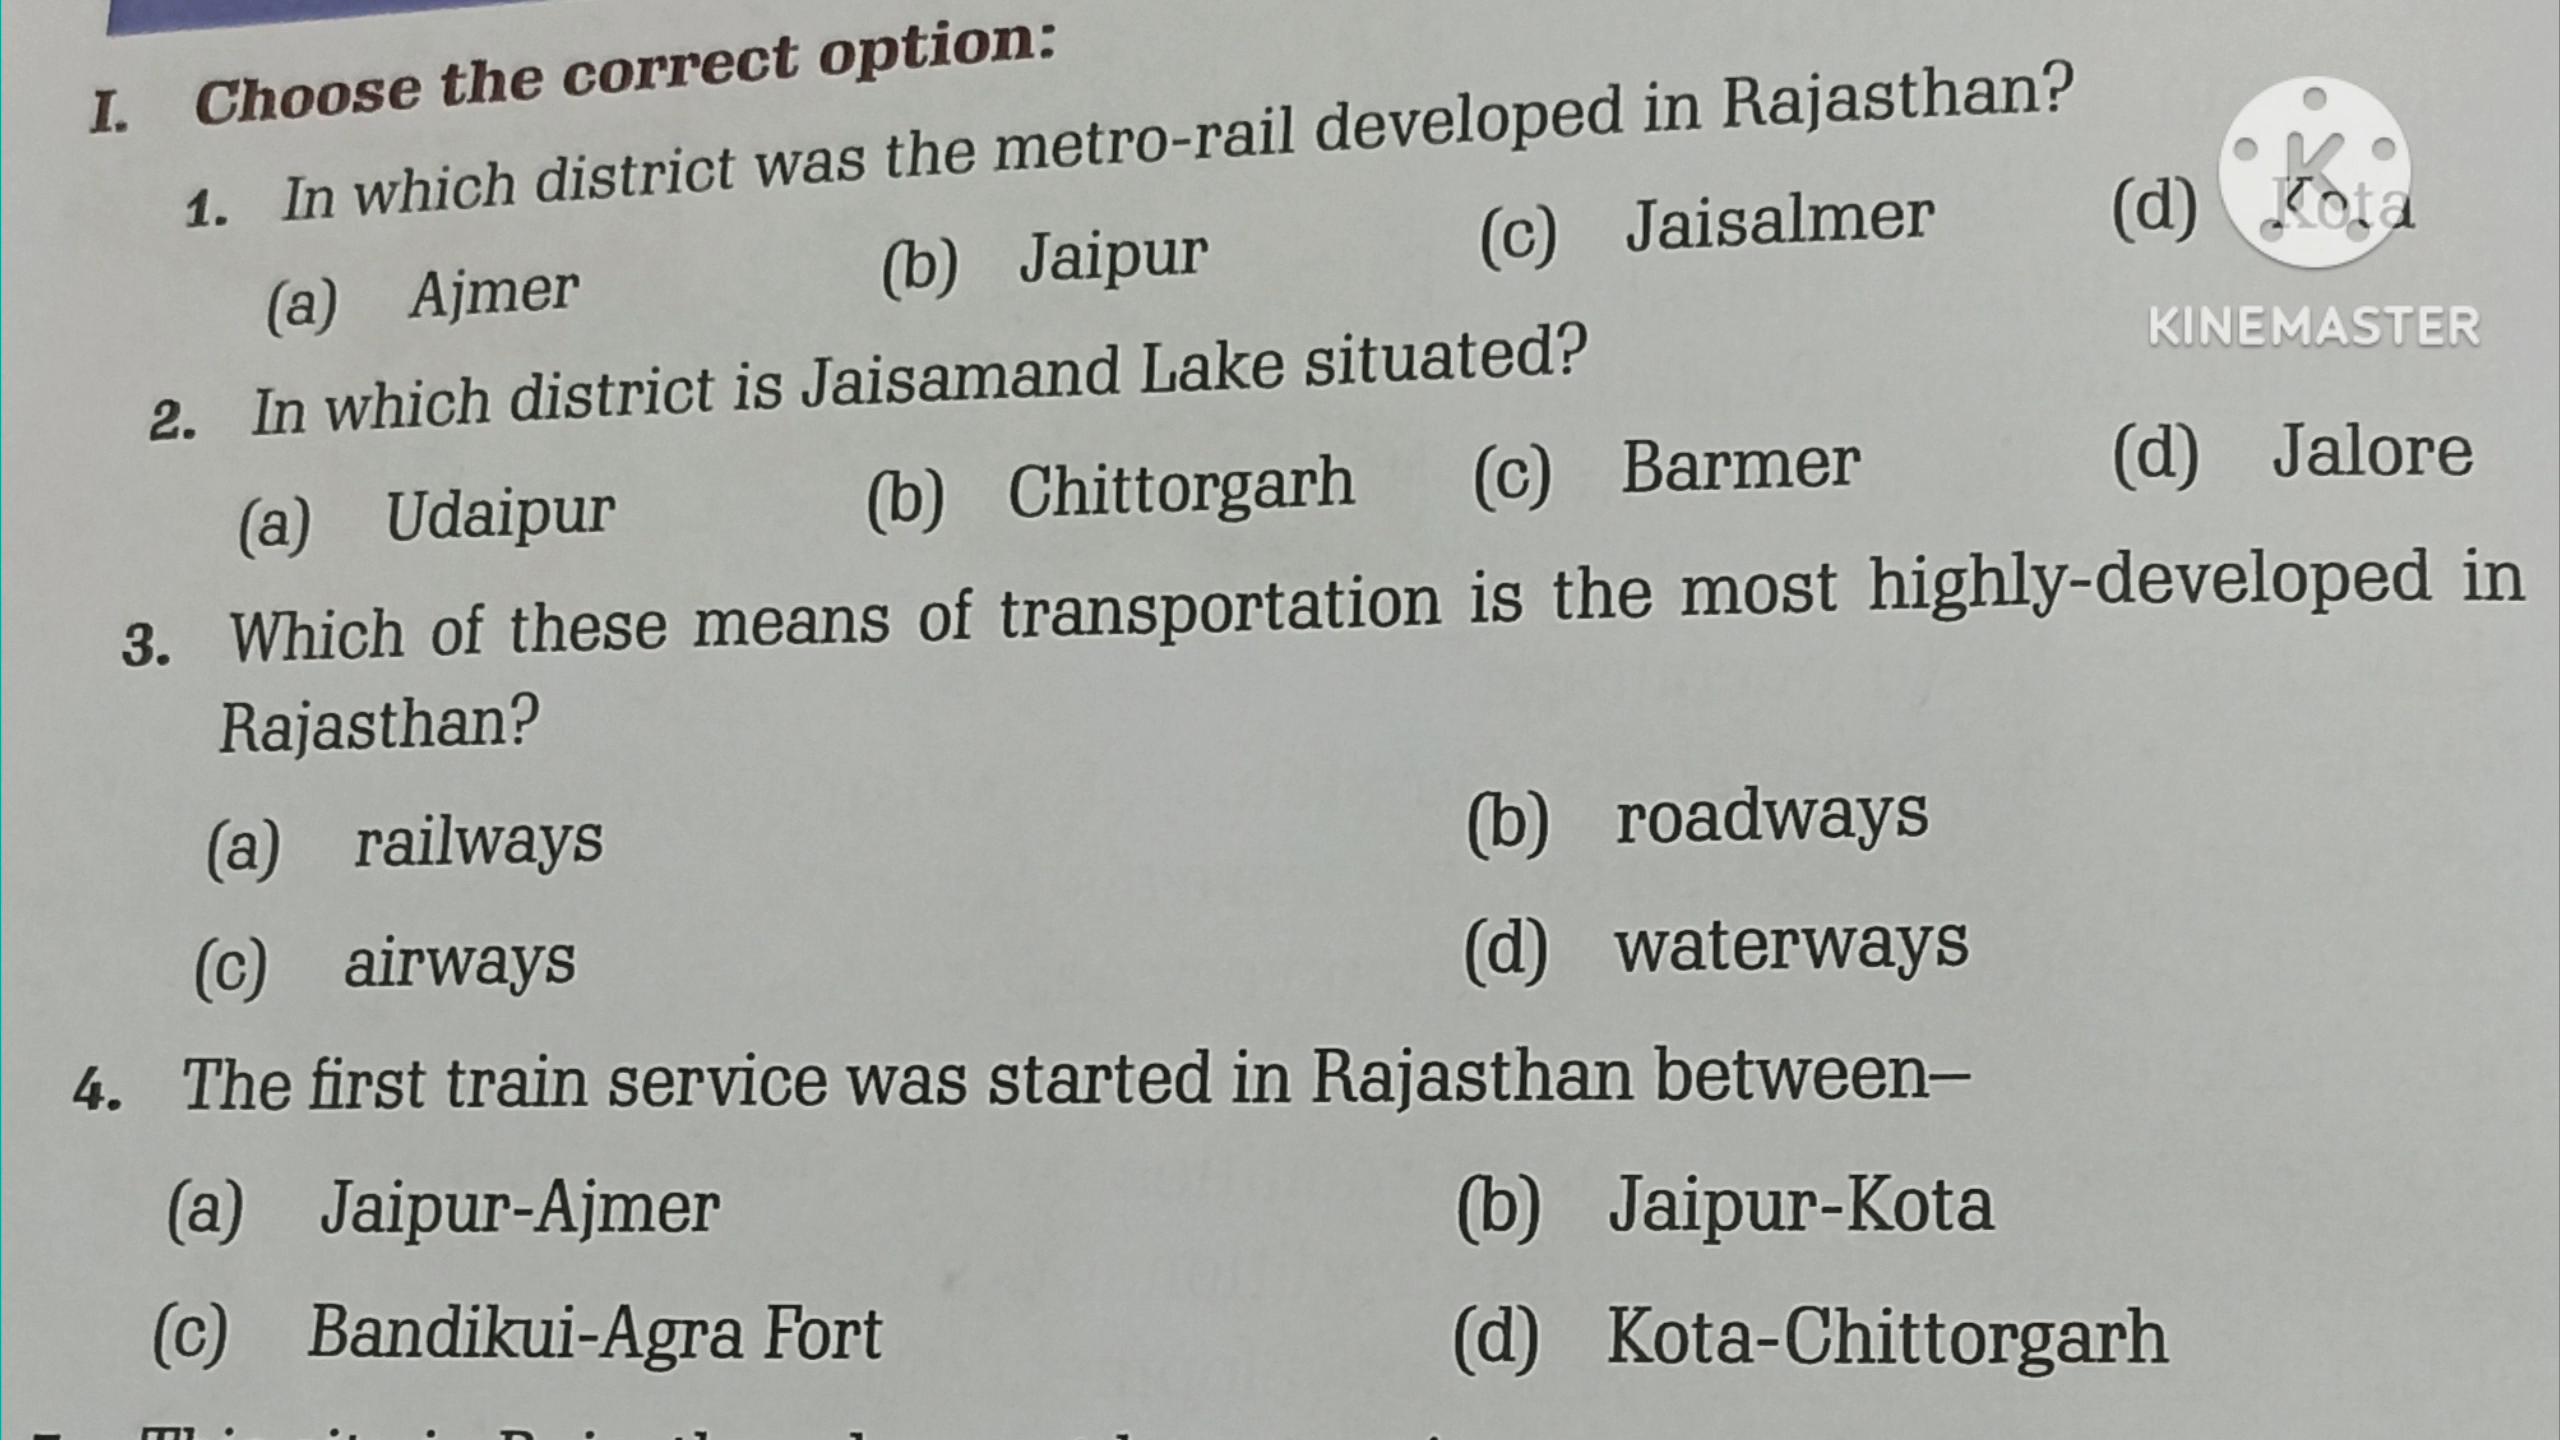 I. Choose the correct option:
1. In which district was the metro-rail developed in Rajasthan?
(a) Ajmer (b) Jaipur (c) Jaisalmer (d) Kota
KINEMASTER
2. In which district is Jaisamand Lake situated?
(a) Udaipur (b) Chittorgarh (c) Barmer (d) Jalore
3. Which of these means of transportation is the most highly-developed in
Rajasthan?
(a) railways (b) roadways
(c) airways (d) waterways
4. The first train service was started in Rajasthan between–
(a) Jaipur-Ajmer (b) Jaipur-Kota
(c) Bandikui-Agra Fort (d) Kota-Chittorgarh